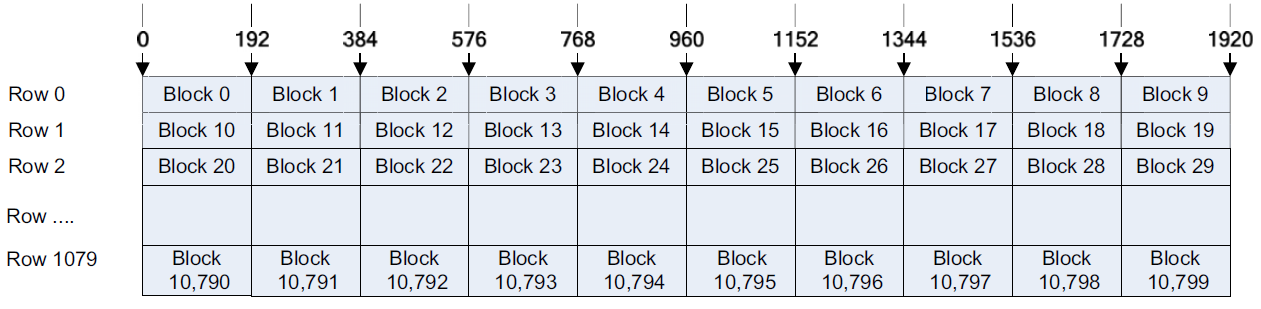 0 192 384 576 768 960 1152 1344 1536 1728 1920
Row 0 Block 0 Block 1 Block 2 Block 3 Block 4 Block 5 Block 6 Block 7 Block 8 Block 9
Row 1 Block 10 Block 11 Block 12 Block 13 Block 14 Block 15 Block 16 Block 17 Block 18 Block 19
Row 2 Block 20 Block 21 Block 22 Block 23 Block 24 Block 25 Block 26 Block 27 Block 28 Block 29
Row ....
Row 1079 Block 10,790 Block 10,791 Block 10,792 Block 10,793 Block 10,794 Block 10,795 Block 10,796 Block 10,797 Block 10,798 Block 10,799